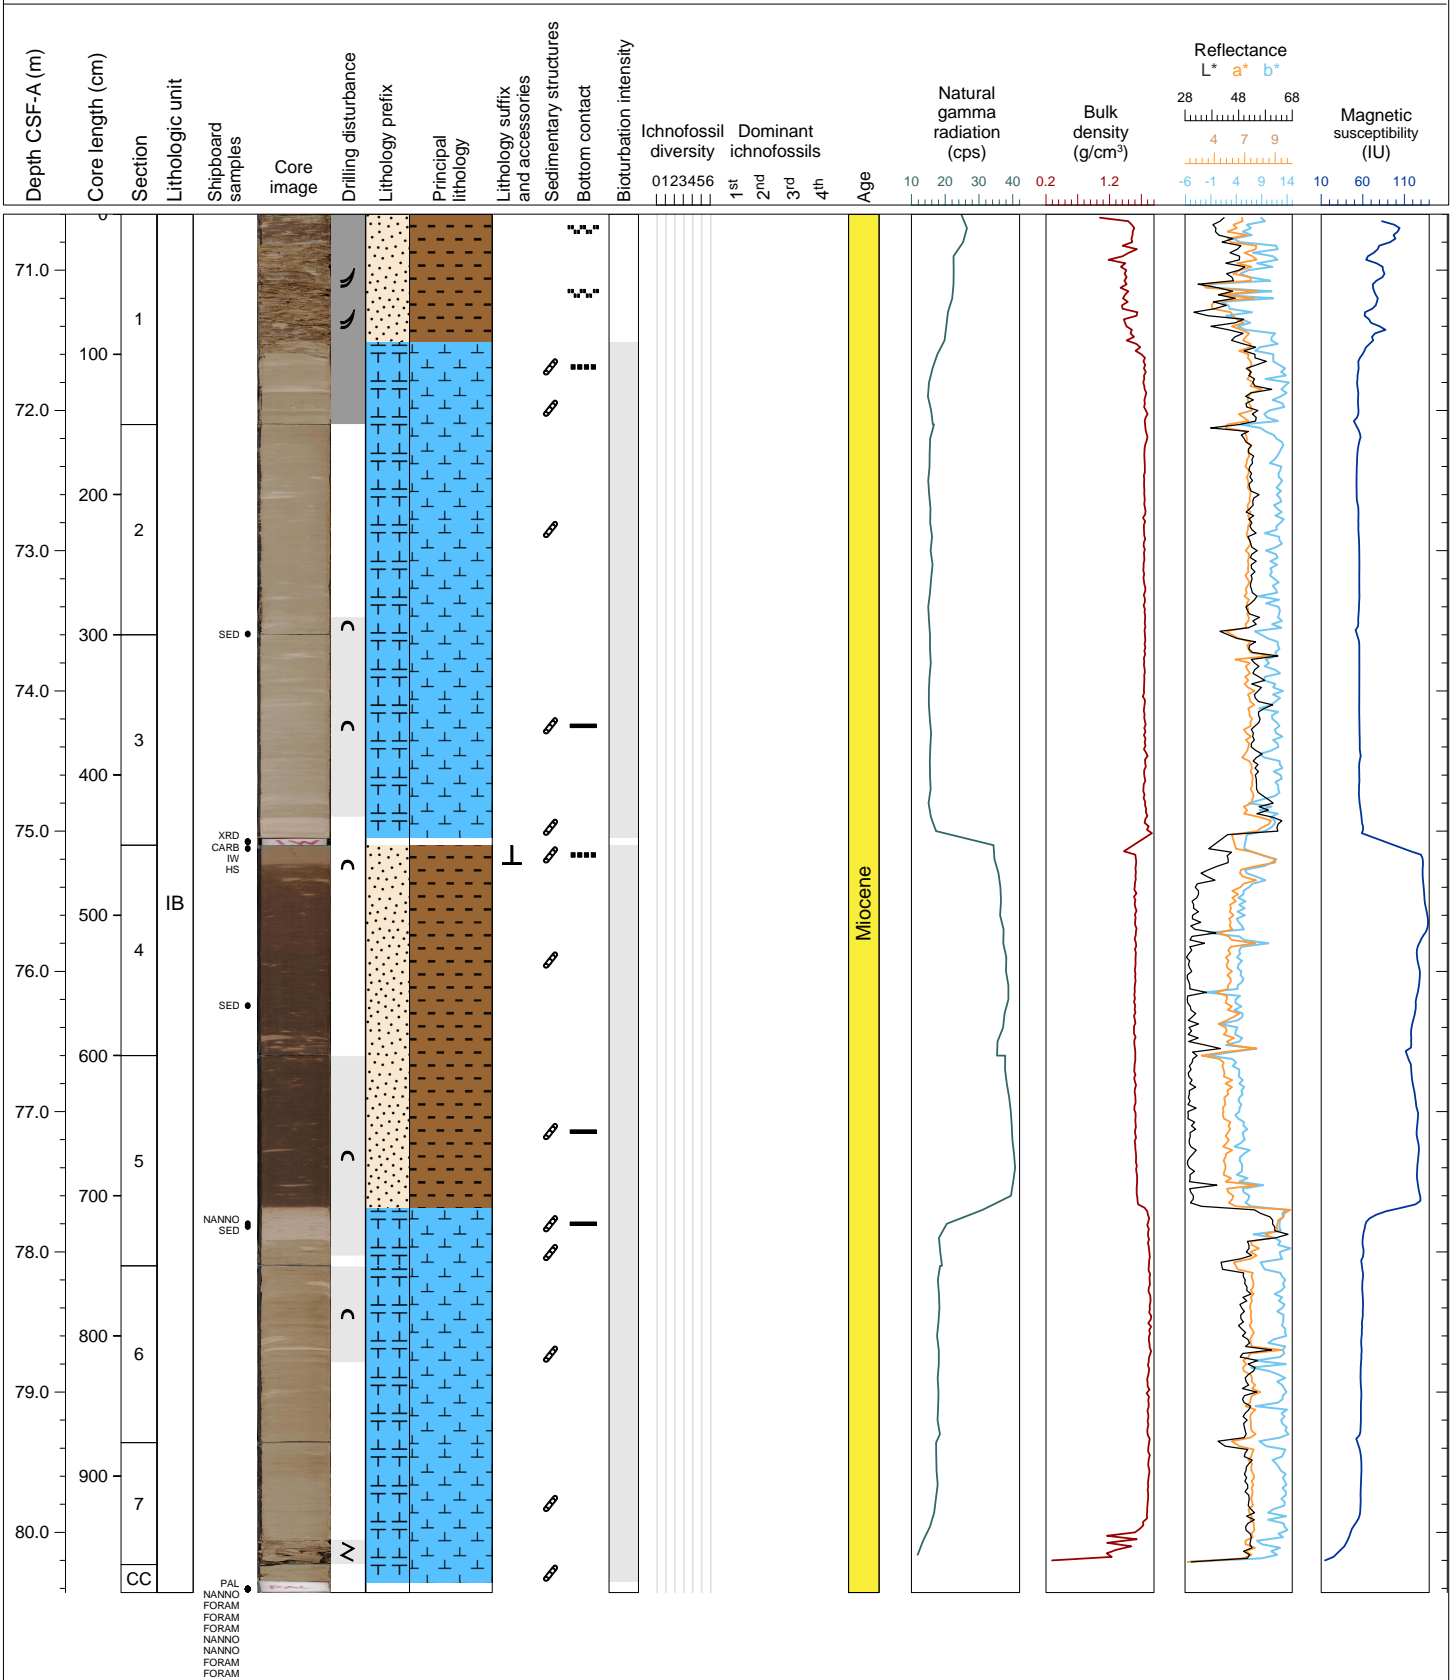 Depth CSF-A (m)
Core length (cm)
Section
Lithologic unit
Shipboard
samples
Core
image
Drilling disturbance
Lithology prefix
Principal
lithology
Lithology suffix
and accessories
Sedimentary structures
Bottom contact
Bioturbation intensity
Ichnofossil
diversity
0123456
Dominant
ichnofossils
1st 2nd 3rd 4th
Age
Natural
gamma
radiation
(cps)
10 20 30 40
Bulk
density
(g/cm³)
0.2 1.2
Reflectance
L* a* b*
28 48 68
4 7 9
-6 -1 4 9 14
Magnetic
susceptibility
(IU)
10 60 110
0
71.0
1
100
72.0
200
2
73.0
SED
300
74.0
3
400
75.0
XRD
CARB
IW
HS
IW
IB
Miocene
500
4
76.0
SED
600
77.0
5
700
NANNO
SED
78.0
800
6
79.0
900
7
80.0
CC
PAL
PAL
NANNO
FORAM
FORAM
FORAM
NANNO
NANNO
FORAM
FORAM